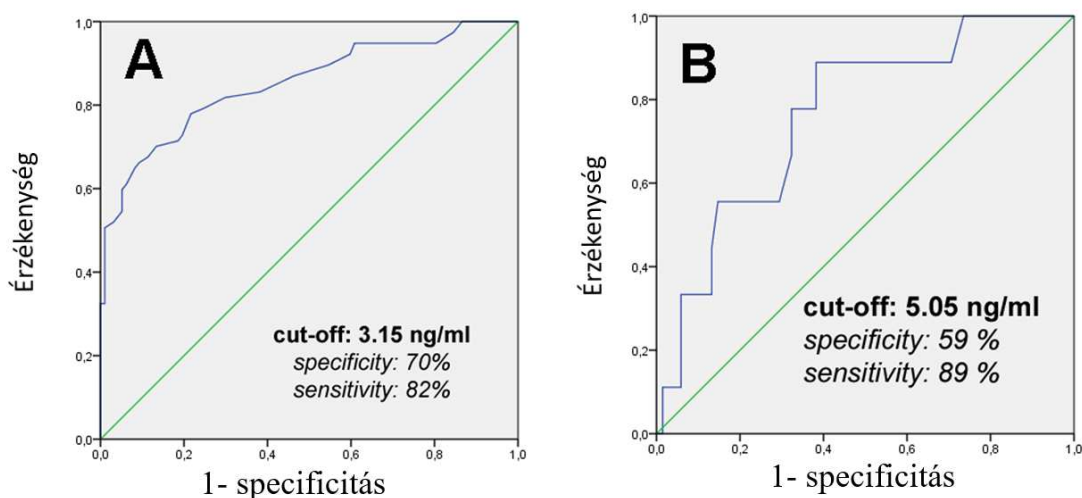 A
Érzékenység
1,0
0,8
0,6
0,4
0,2
0,0
cut-off: 3.15 ng/ml
specificity: 70%
sensitivity: 82%
0,0 0,2 0,4 0,6 0,8 1,0
1- specificitás
B
Érzékenység
1,0
0,8
0,6
0,4
0,2
0,0
cut-off: 5.05 ng/ml
specificity: 59 %
sensitivity: 89 %
0,0 0,2 0,4 0,6 0,8 1,0
1- specificitás